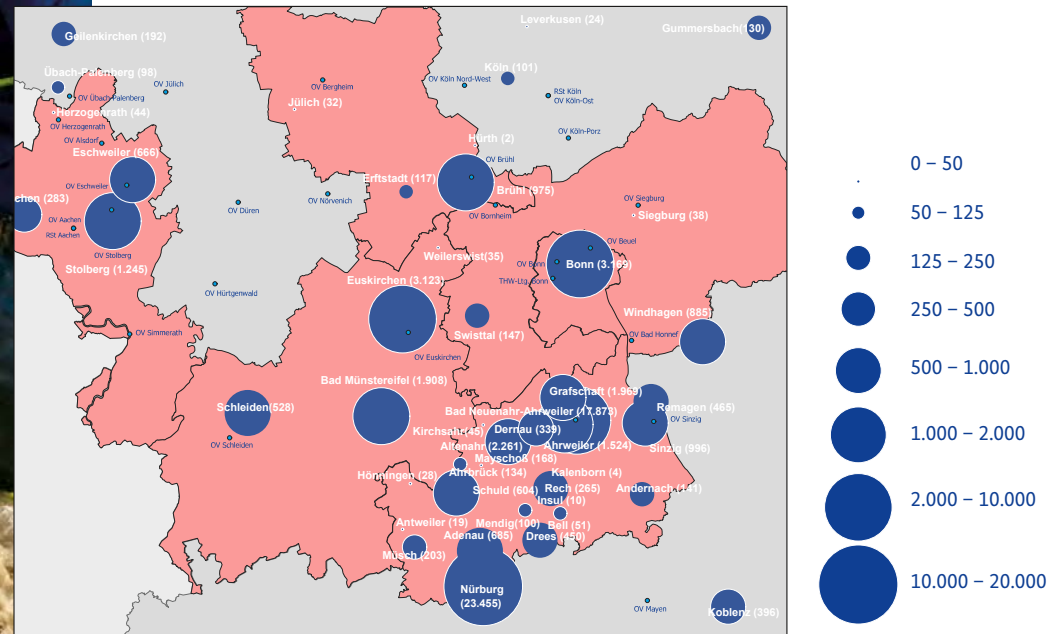 Leverkusen (24)
Geilenkirchen (192)
Gummersbach(130)
Übach-Palenberg (98)
Köln (101)
OV Köln Nord-West
OV Jülich
OV Bergheim
RSt Köln
OV Köln-Ost
OV Übach-Palenberg
Jülich (32)
Herzogenrath (44)
OV Herzogenrath
OV Köln-Porz
OV Alsdorf
Hürth (2)
Eschweiler (666)
OV Brühl
Erftstadt (117)
OV Eschweiler
Brühl (975)
chen (283)
OV Nörvenich
OV Siegburg
OV Düren
OV Bornheim
Siegburg (38)
OV Aachen
RSt Aachen
OV Beuel
OV Stolberg
Weilerswist(35)
OV Bonn
Bonn (3.169)
Stolberg (1.245)
Euskirchen (3.123)
THW-Ltg. Bonn
OV Hürtgenwald
Windhagen (885)
OV Simmerath
Swisttal (147)
OV Bad Honnef
OV Euskirchen
Bad Münstereifel (1.908)
Grafschaft (1.969)
Schleiden(528)
Remagen (465)
Bad Neuenahr-Ahrweiler (17.873)
OV Sinzig
Kirchsahr(45)
Dernau (339)
OV Schleiden
Altenahr (2.261)
Ahrweiler (1.524)
Sinzig (996)
Mayschoß (168)
Hönningen (28)
Ahrbrück (134)
Kalenborn (4)
Schuld (604)
Rech (265)
Andernach (141)
Insul (10)
Antweiler (19)
Mendig(100)
Bell (51)
Adenau (685)
Drees (450)
Müsch (203)
Nürburg
(23.455)
OV Mayen
Koblenz (396)
0 – 50
50 – 125
125 – 250
250 – 500
500 – 1.000
1.000 – 2.000
2.000 – 10.000
10.000 – 20.000